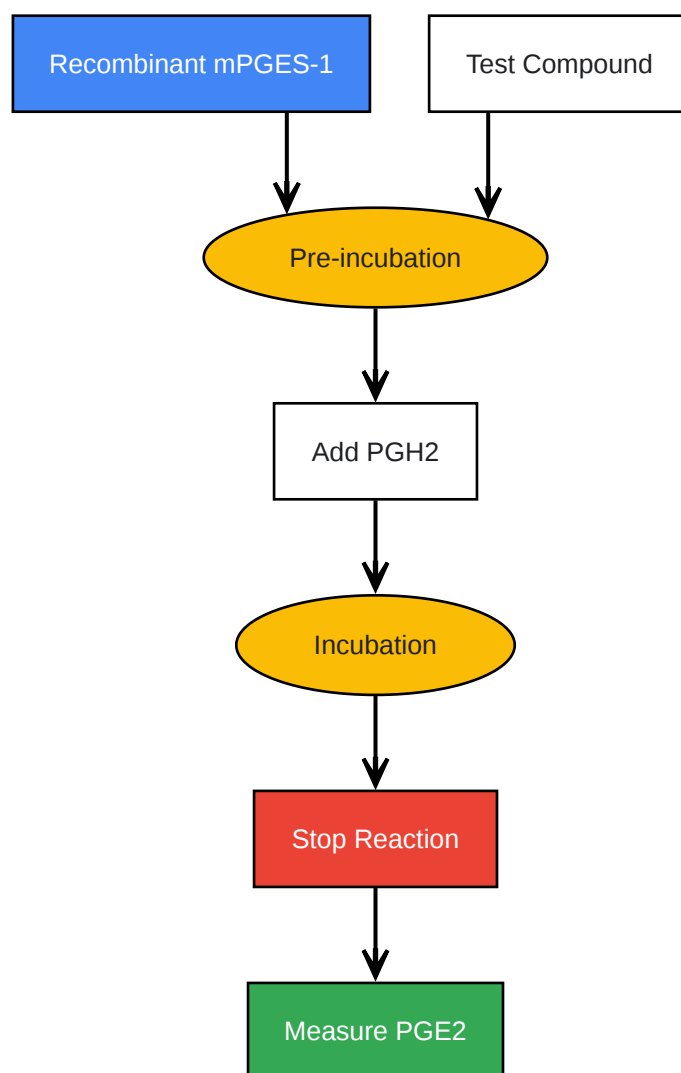 Recombinant mPGES-1
Test Compound
Pre-incubation
Add PGH2
Incubation
Stop Reaction
Measure PGE2